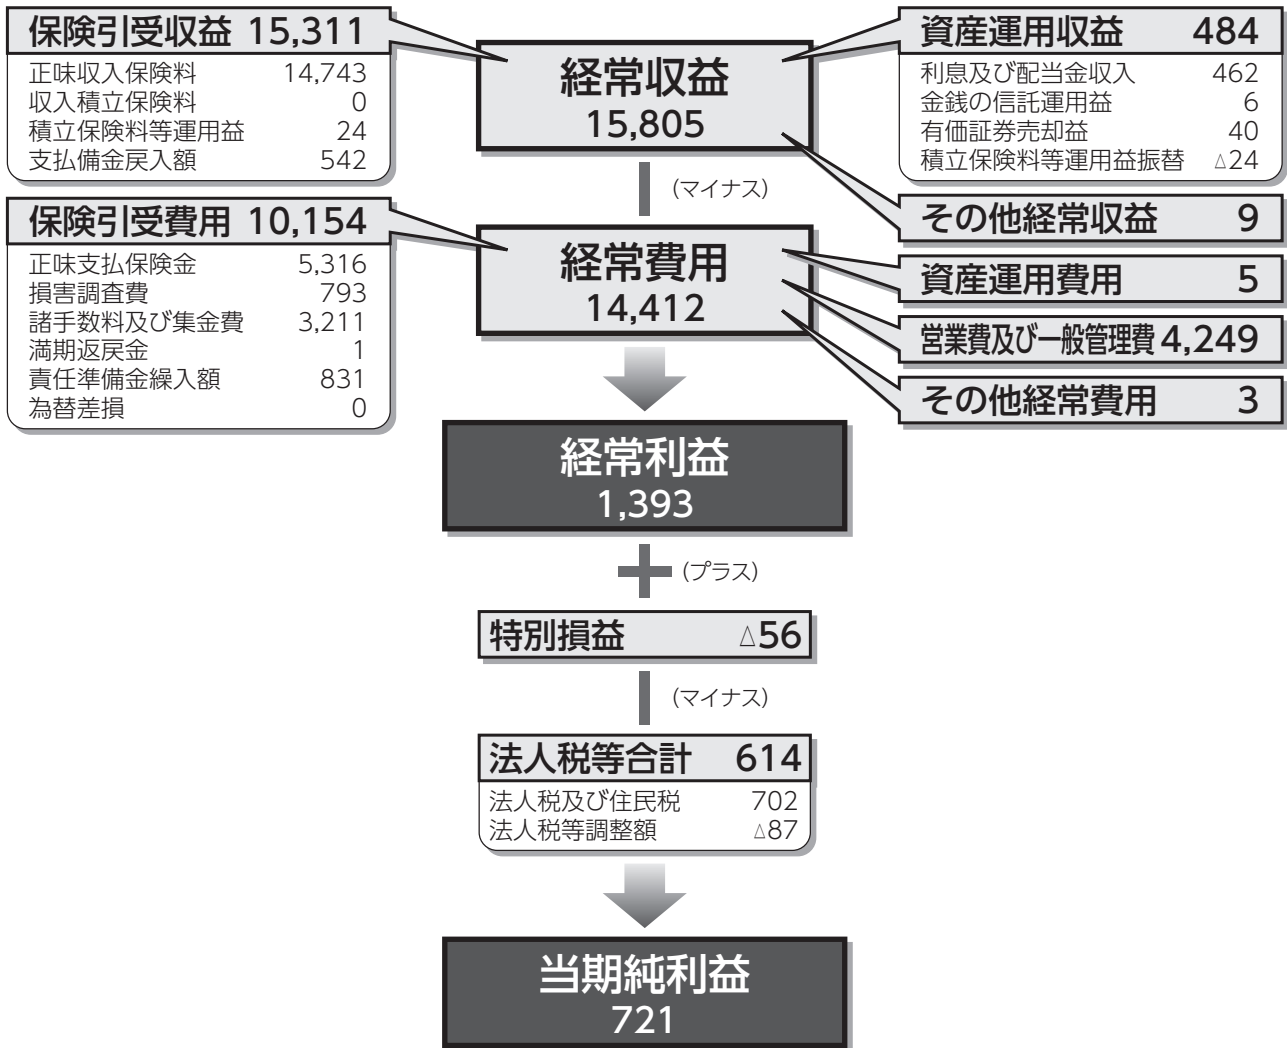 保険引受収益 15,311
正味収入保険料 14,743
収入積立保険料 0
積立保険料等運用益 24
支払備金戻入額 542
経常収益
15,805
資産運用収益 484
利息及び配当金収入 462
金銭の信託運用益 6
有価証券売却益 40
積立保険料等運用益振替 △24
その他経常収益 9
(マイナス)
保険引受費用 10,154
正味支払保険金 5,316
損害調査費 793
諸手数料及び集金費 3,211
満期返戻金 1
責任準備金繰入額 831
為替差損 0
経常費用
14,412
資産運用費用 5
営業費及び一般管理費 4,249
その他経常費用 3
経常利益
1,393
(プラス)
特別損益 △56
(マイナス)
法人税等合計 614
法人税及び住民税 702
法人税等調整額 △87
当期純利益
721